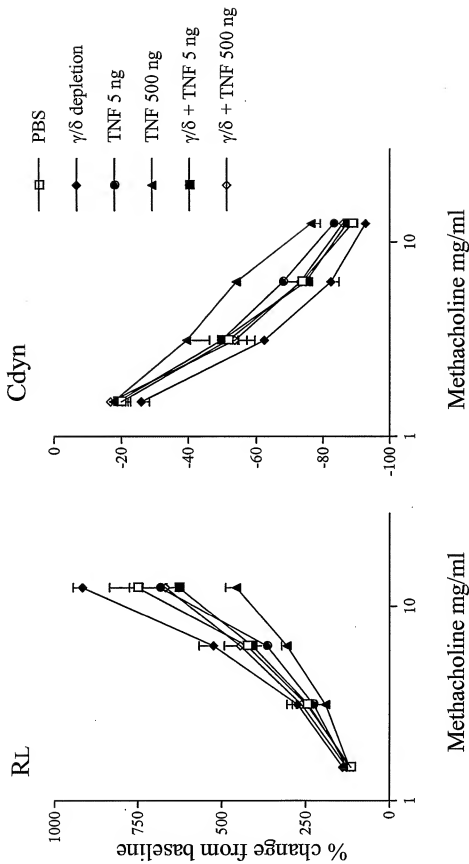 RL
% change from baseline
1000
750
500
250
0
1
10
Methacholine mg/ml
Cdyn
0
-20
-40
-60
-80
-100
1
10
Methacholine mg/ml
PBS
γ/δ depletion
TNF 5 ng
TNF 500 ng
γ/δ + TNF 5 ng
γ/δ + TNF 500 ng